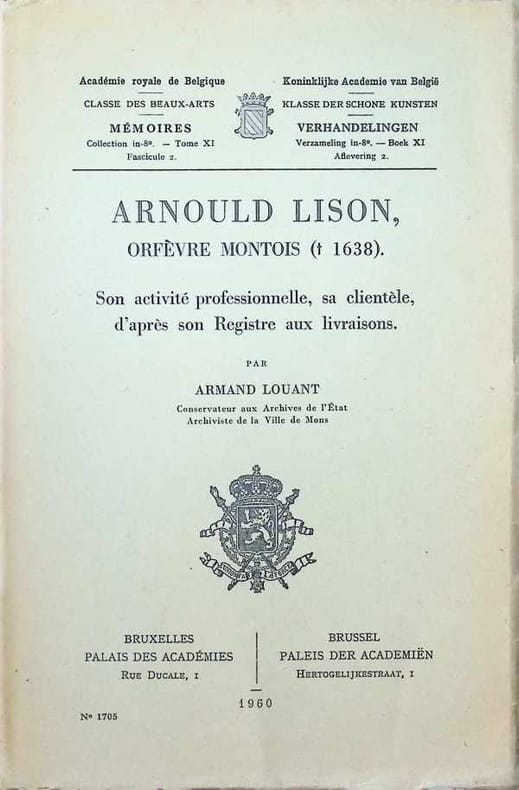 Académie royale de Belgique
CLASSE DES BEAUX-ARTS
MÉMOIRES
Collection in-8º. — Tome XI
Fascicule 2.
Koninklijke Academie van België
KLASSE DER SCHONE KUNSTEN
VERHANDELINGEN
Verzameling in-8º. — Boek XI
Aflevering 2.
ARNOULD LISON,
ORFÈVRE MONTOIS († 1638).
Son activité professionnelle, sa clientèle,
d'après son Registre aux livraisons.
PAR
ARMAND LOUANT
Conservateur aux Archives de l'État
Archiviste de la Ville de Mons
BRUXELLES
PALAIS DES ACADÉMIES
RUE DUCALE, 1
BRUSSEL
PALEIS DER ACADEMIËN
HERTOGELIJKESTRAAT, 1
1960
Nº 1705